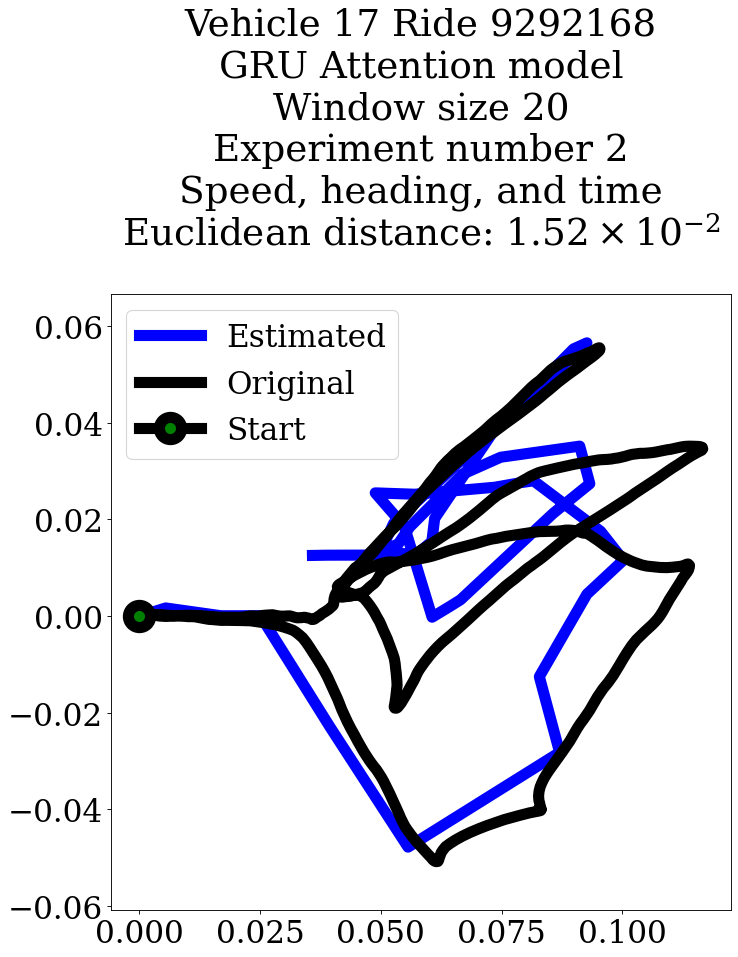 Vehicle 17 Ride 9292168
GRU Attention model
Window size 20
Experiment number 2
Speed, heading, and time
Euclidean distance: 1.52 × 10⁻²
Estimated
Original
Start
0.06
0.04
0.02
0.00
−0.02
−0.04
−0.06
0.000 0.025 0.050 0.075 0.100